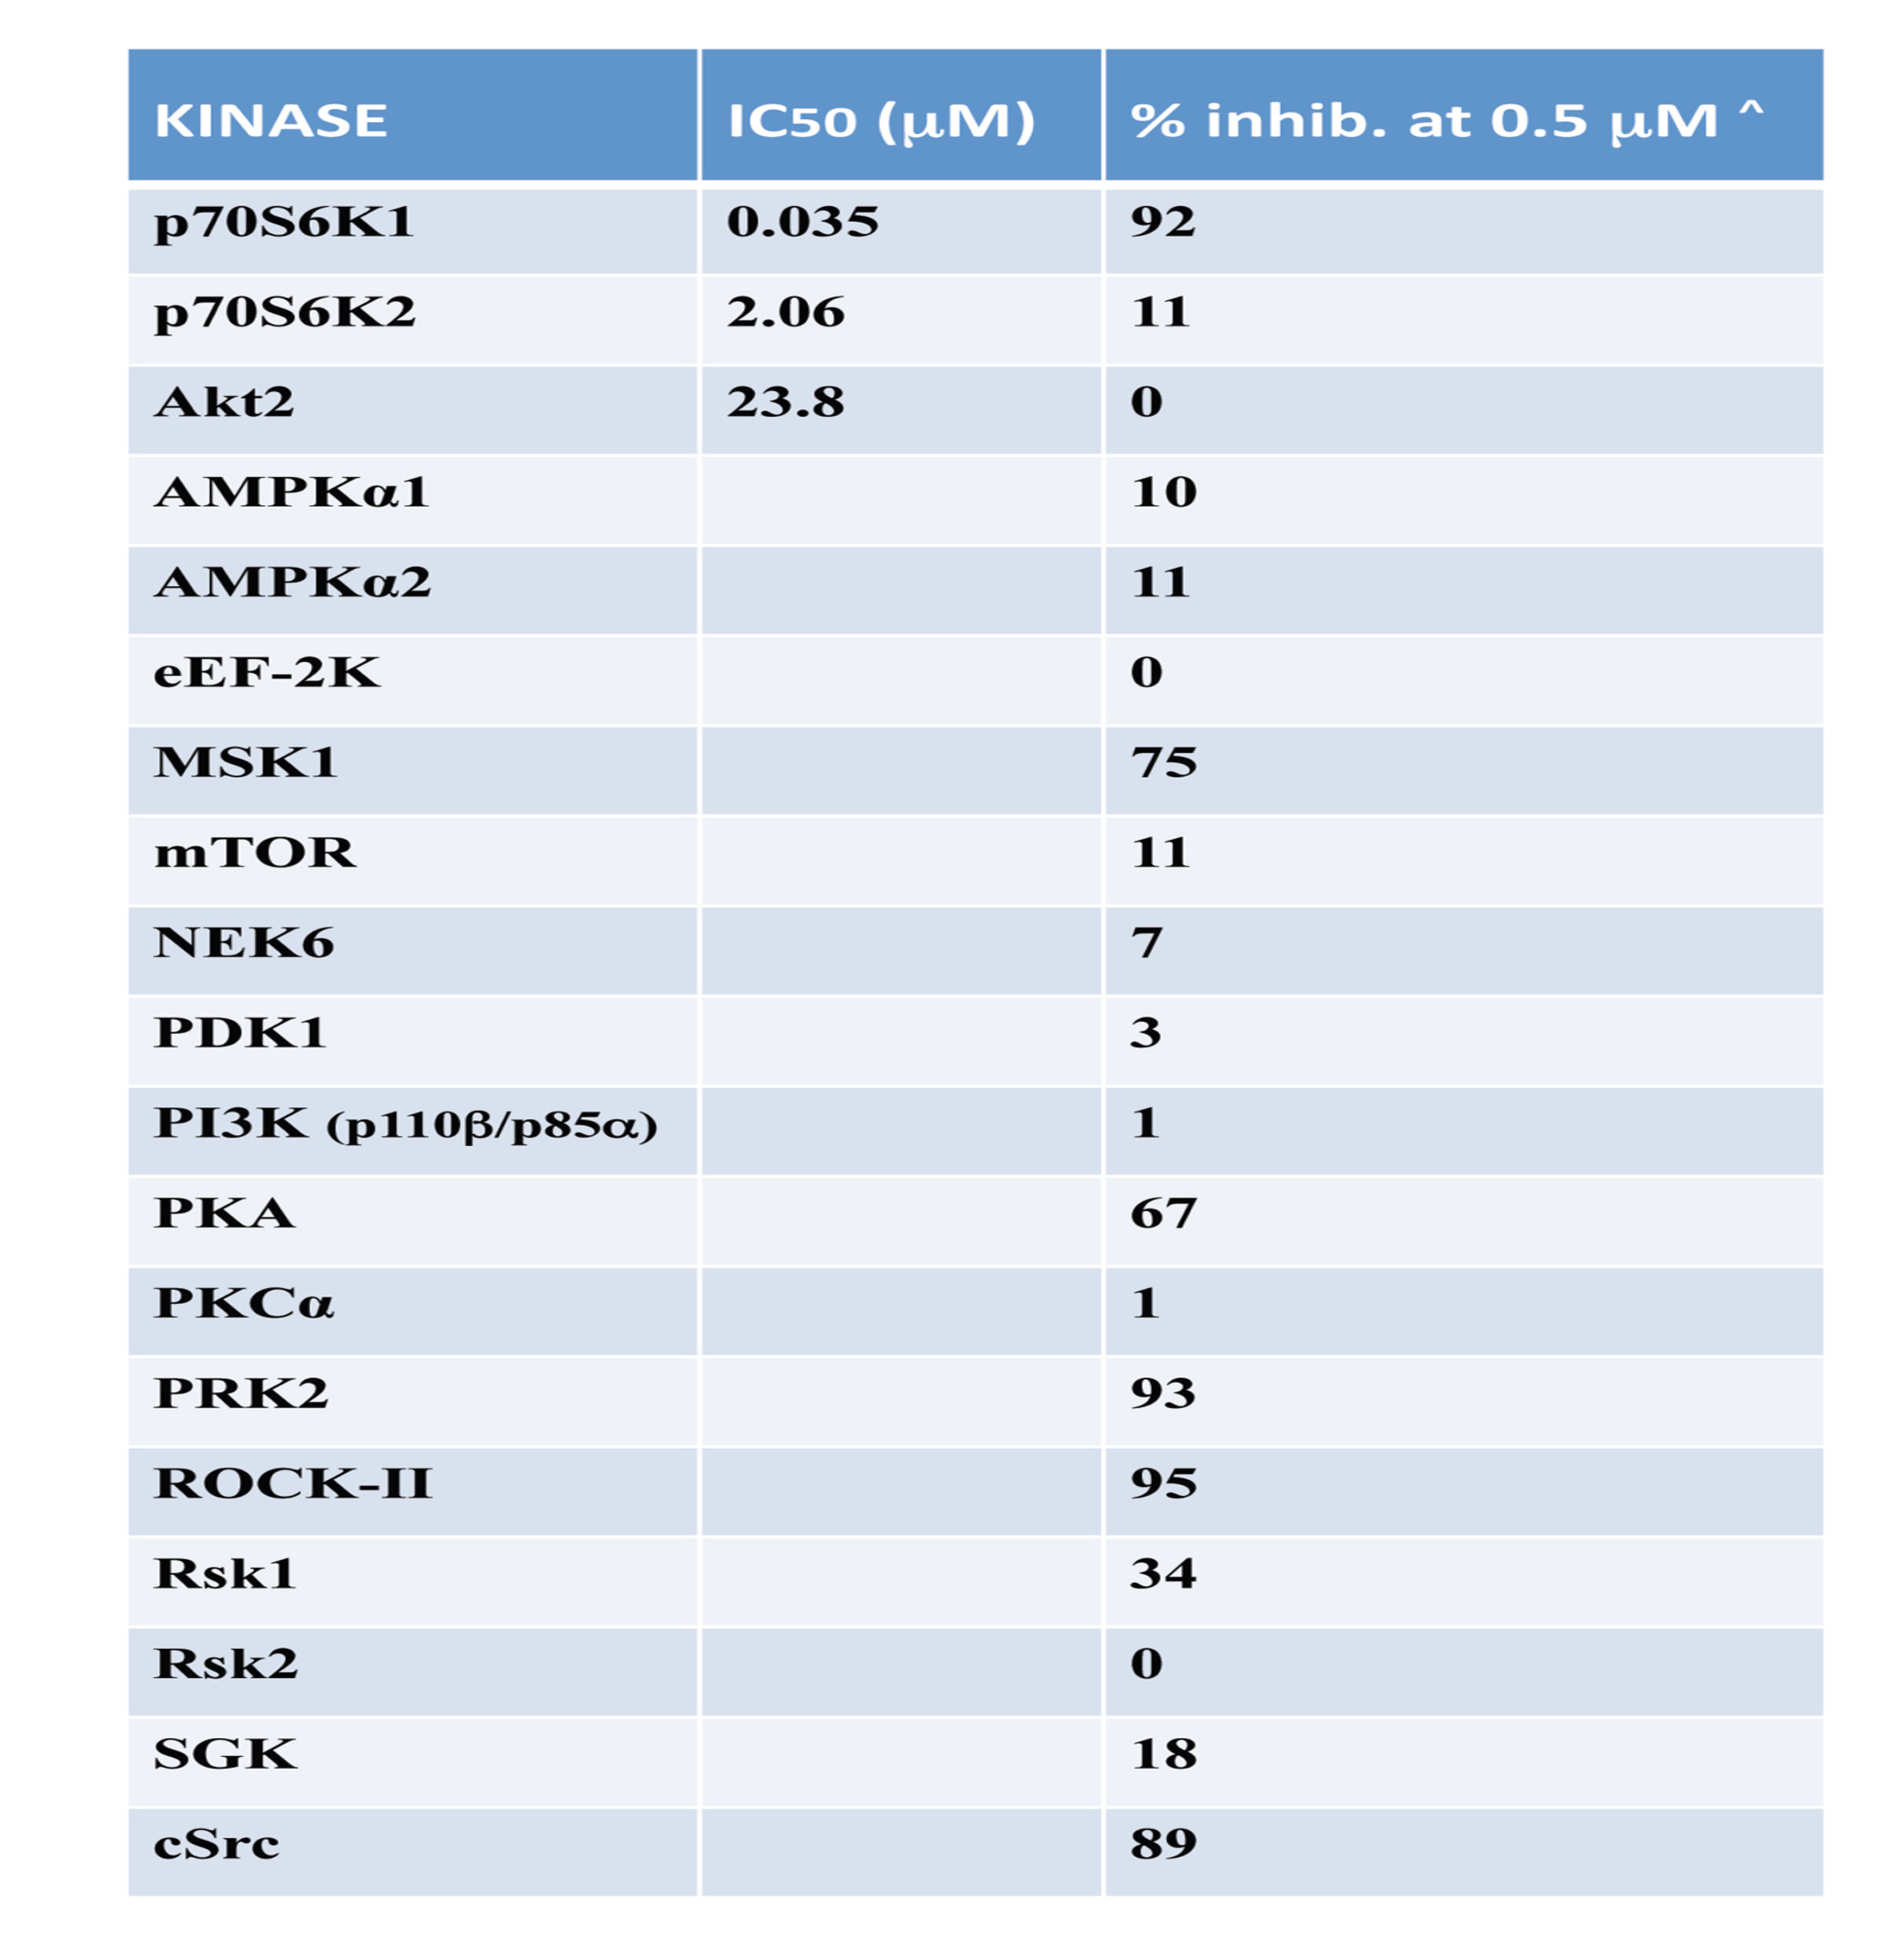 KINASE IC50 (μM) % inhib. at 0.5 μM ^
p70S6K1 0.035 92
p70S6K2 2.06 11
Akt2 23.8 0
AMPKα1 10
AMPKα2 11
eEF-2K 0
MSK1 75
mTOR 11
NEK6 7
PDK1 3
PI3K (p110β/p85α) 1
PKA 67
PKCα 1
PRK2 93
ROCK-II 95
Rsk1 34
Rsk2 0
SGK 18
cSrc 89